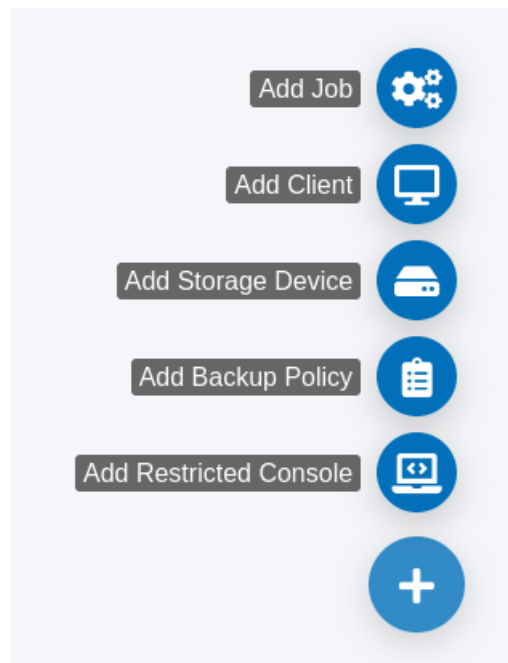 Add Job
Add Client
Add Storage Device
Add Backup Policy
Add Restricted Console